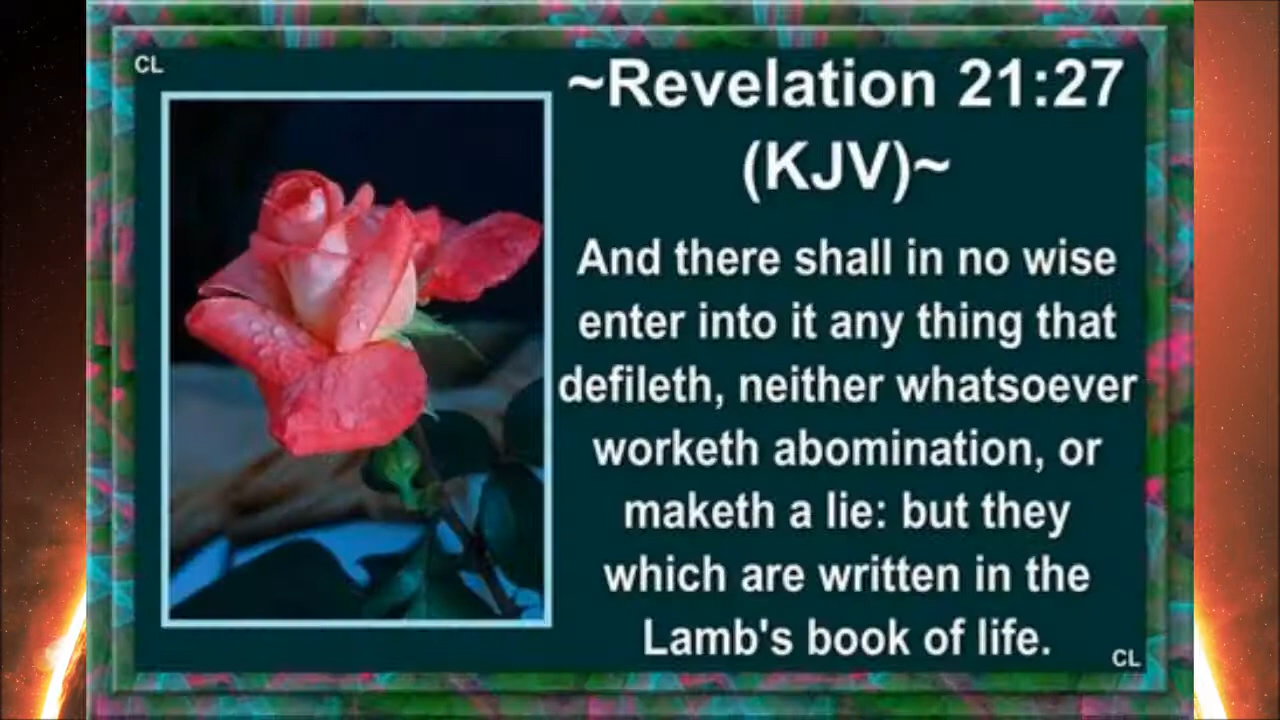 CL
~Revelation 21:27
(KJV)~
And there shall in no wise
enter into it any thing that
defileth, neither whatsoever
worketh abomination, or
maketh a lie: but they
which are written in the
Lamb's book of life.
CL